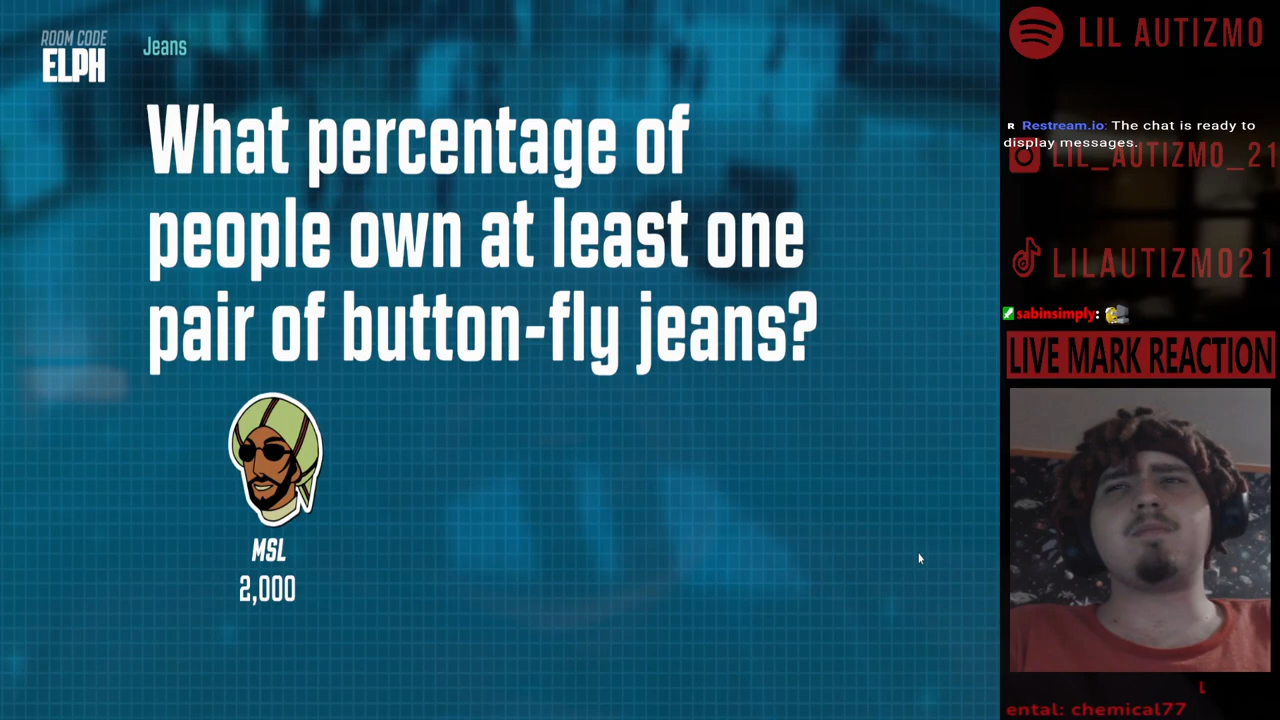 ROOM CODE
ELPH
Jeans
What percentage of
people own at least one
pair of button-fly jeans?
MSL
2,000
LIL AUTIZMO
R Restream.io: The chat is ready to
display messages.
LIL_AUTIZMO_21
LILAUTIZMO21
sabinsimply:
LIVE MARK REACTION
L
ental: chemical77